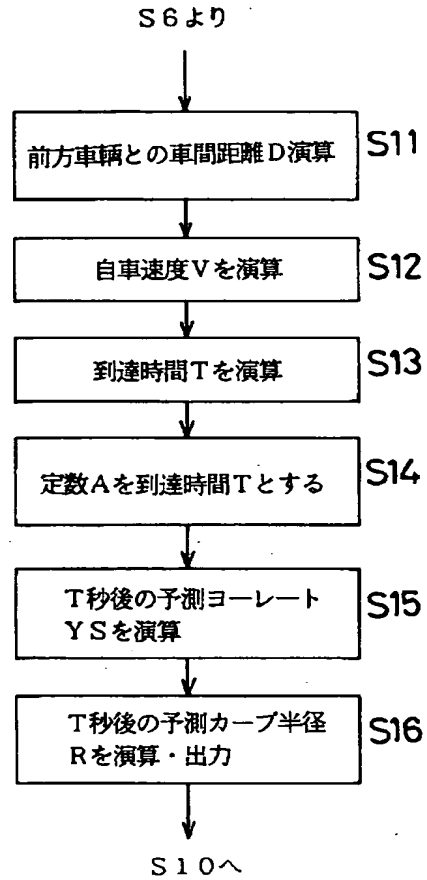 S6より
前方車輌との車間距離D演算
S11
自車速度Vを演算
S12
到達時間Tを演算
S13
定数Aを到達時間Tとする
S14
T秒後の予測ヨーレート
YSを演算
S15
T秒後の予測カーブ半径
Rを演算・出力
S16
S10へ